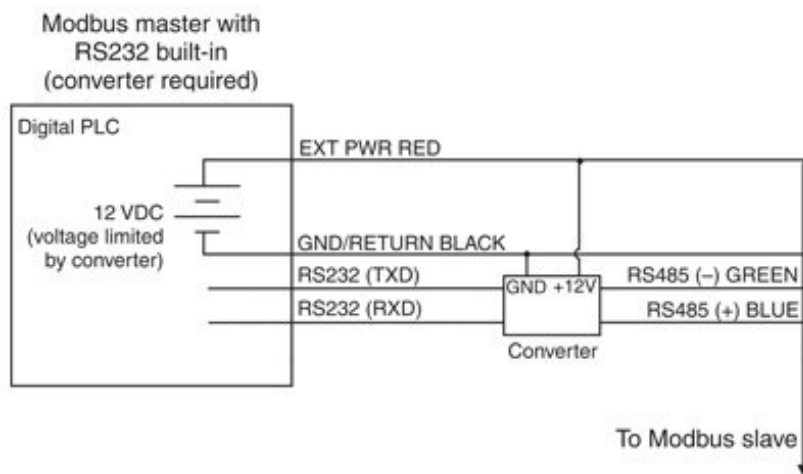 Modbus master with
RS232 built-in
(converter required)
Digital PLC
EXT PWR RED
12 VDC
(voltage limited
by converter)
GND/RETURN BLACK
RS232 (TXD)
GND +12V
RS485 (–) GREEN
RS232 (RXD)
RS485 (+) BLUE
Converter
To Modbus slave